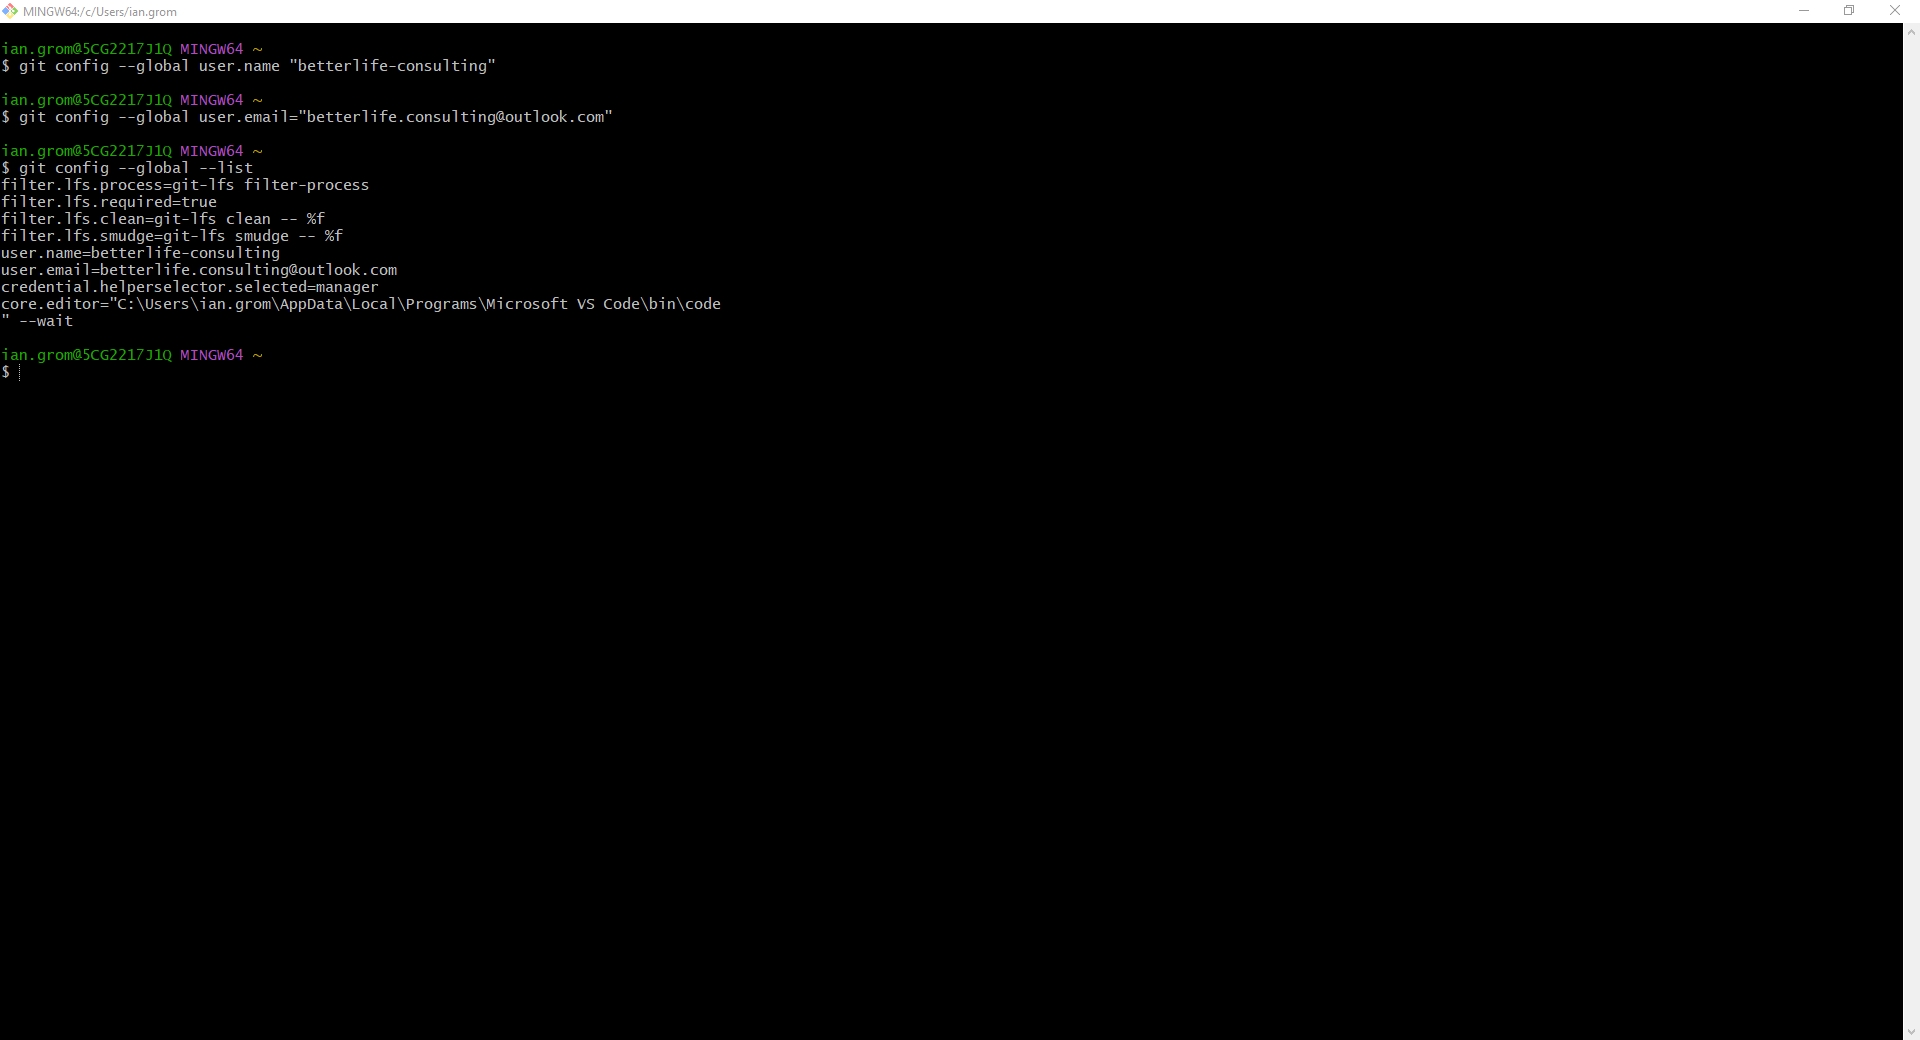 MINGW64:/c/Users/ian.grom
ian.grom@5CG2217J1Q MINGW64 ~
$ git config --global user.name "betterlife-consulting"
ian.grom@5CG2217J1Q MINGW64 ~
$ git config --global user.email="betterlife.consulting@outlook.com"
ian.grom@5CG2217J1Q MINGW64 ~
$ git config --global --list
filter.lfs.process=git-lfs filter-process
filter.lfs.required=true
filter.lfs.clean=git-lfs clean -- %f
filter.lfs.smudge=git-lfs smudge -- %f
user.name=betterlife-consulting
user.email=betterlife.consulting@outlook.com
credential.helperselector.selected=manager
core.editor="C:\Users\ian.grom\AppData\Local\Programs\Microsoft VS Code\bin\code
" --wait
ian.grom@5CG2217J1Q MINGW64 ~
$